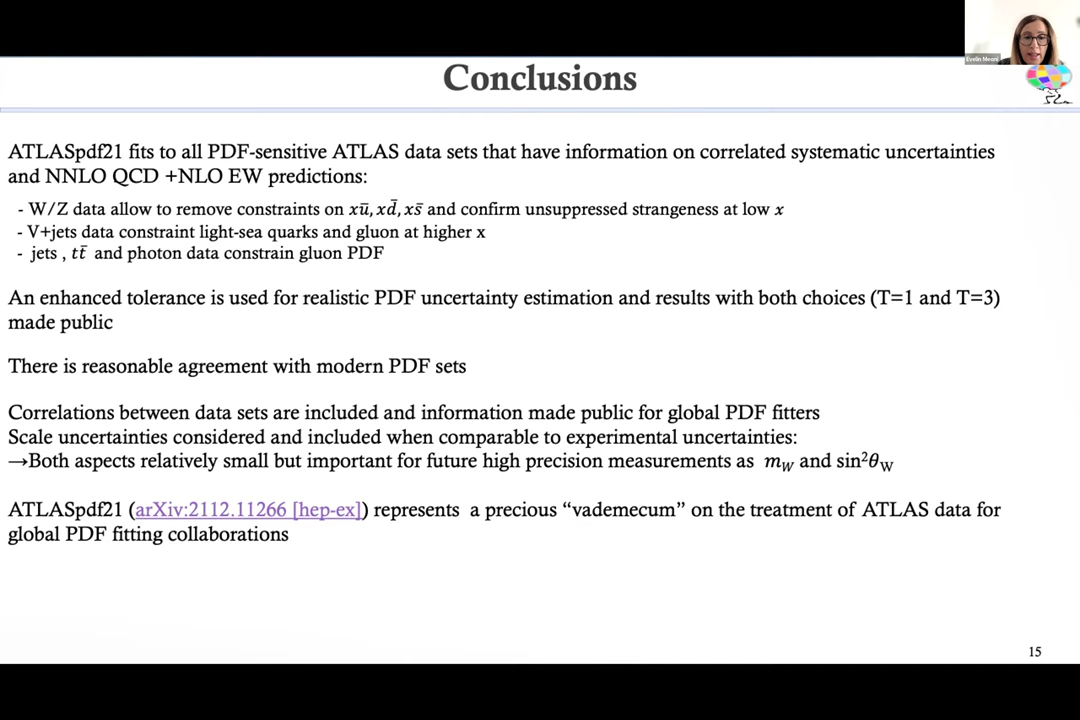 Evelin Meoni
Conclusions
ATLASpdf21 fits to all PDF-sensitive ATLAS data sets that have information on correlated systematic uncertainties
and NNLO QCD +NLO EW predictions:
- W/Z data allow to remove constraints on xū, xd̄, xs̄ and confirm unsuppressed strangeness at low x
- V+jets data constraint light-sea quarks and gluon at higher x
- jets , tt̄ and photon data constrain gluon PDF
An enhanced tolerance is used for realistic PDF uncertainty estimation and results with both choices (T=1 and T=3)
made public
There is reasonable agreement with modern PDF sets
Correlations between data sets are included and information made public for global PDF fitters
Scale uncertainties considered and included when comparable to experimental uncertainties:
→Both aspects relatively small but important for future high precision measurements as m_W and sin²θ_W
ATLASpdf21 (arXiv:2112.11266 [hep-ex]) represents a precious “vademecum” on the treatment of ATLAS data for
global PDF fitting collaborations
15